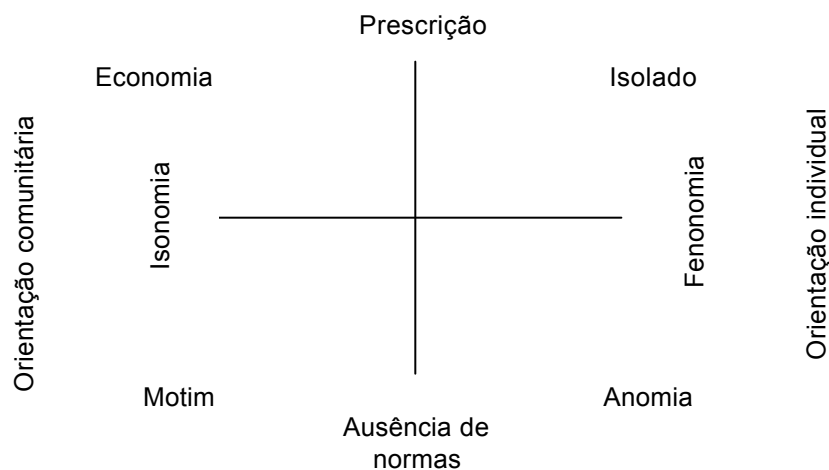 Prescrição
Economia
Isolado
Orientação comunitária
Isonomia
Fenonomia
Orientação individual
Motim
Anomia
Ausência de
normas